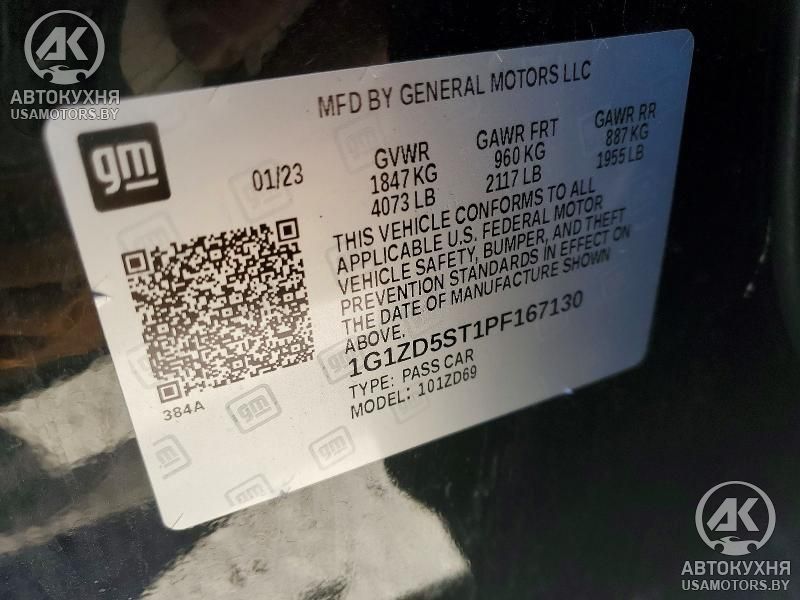 AK
АВТОКУХНЯ
USAMOTORS.BY
MFD BY GENERAL MOTORS LLC
gm
01/23
GVWR
1847 KG
4073 LB
GAWR FRT
960 KG
2117 LB
GAWR RR
887 KG
1955 LB
THIS VEHICLE CONFORMS TO ALL
APPLICABLE U.S. FEDERAL MOTOR
VEHICLE SAFETY, BUMPER, AND THEFT
PREVENTION STANDARDS IN EFFECT ON
THE DATE OF MANUFACTURE SHOWN
ABOVE.
1G1ZD5ST1PF167130
TYPE: PASS CAR
MODEL: 101ZD69
384A
AK
АВТОКУХНЯ
USAMOTORS.BY